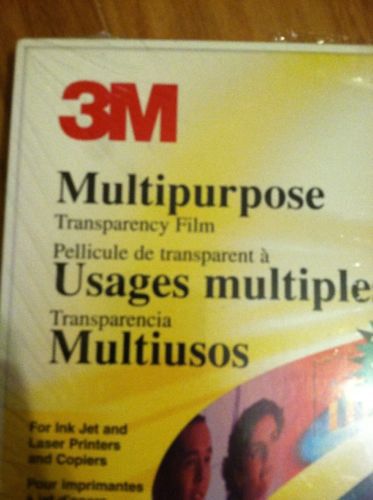 3M
Multipurpose
Transparency Film
Pellicule de transparent à
Usages multiples
Transparencia
Multiusos
For Ink Jet and
Laser Printers
and Copiers
Pour imprimantes